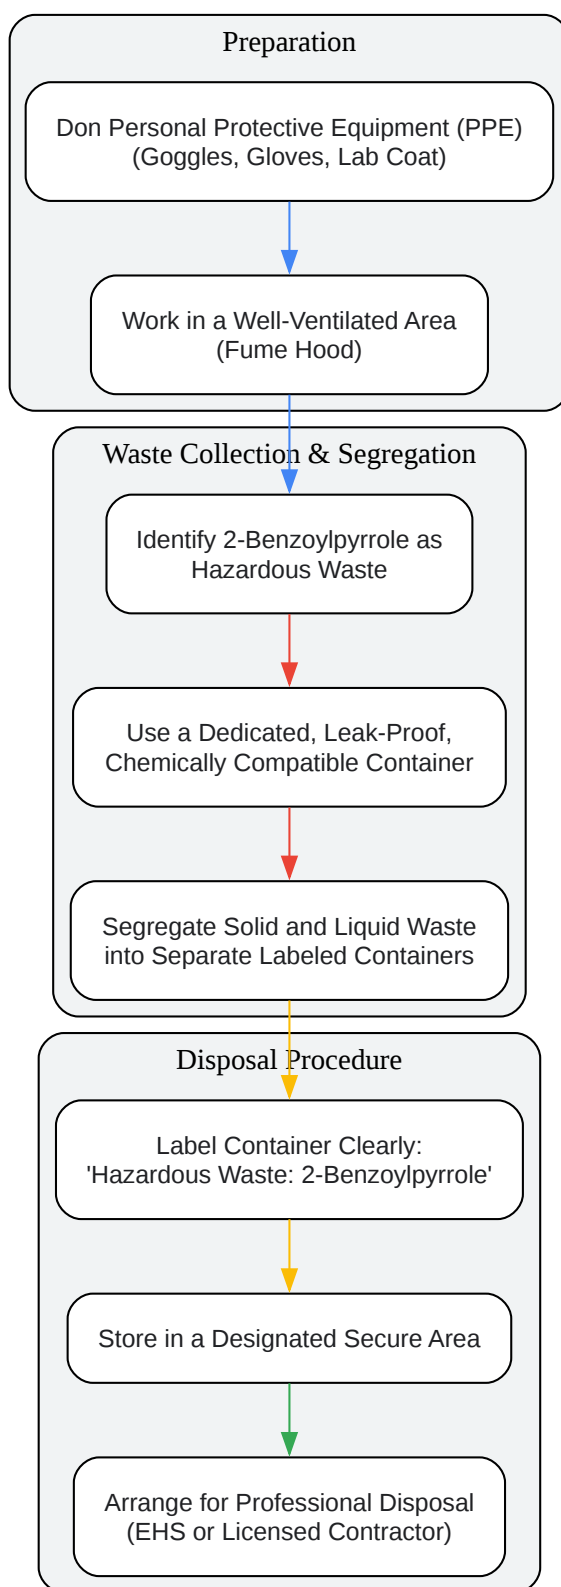 Preparation
Don Personal Protective Equipment (PPE)
(Goggles, Gloves, Lab Coat)
Work in a Well-Ventilated Area
(Fume Hood)
Waste Collection & Segregation
Identify 2-Benzoylpyrrole as
Hazardous Waste
Use a Dedicated, Leak-Proof,
Chemically Compatible Container
Segregate Solid and Liquid Waste
into Separate Labeled Containers
Disposal Procedure
Label Container Clearly:
'Hazardous Waste: 2-Benzoylpyrrole'
Store in a Designated Secure Area
Arrange for Professional Disposal
(EHS or Licensed Contractor)